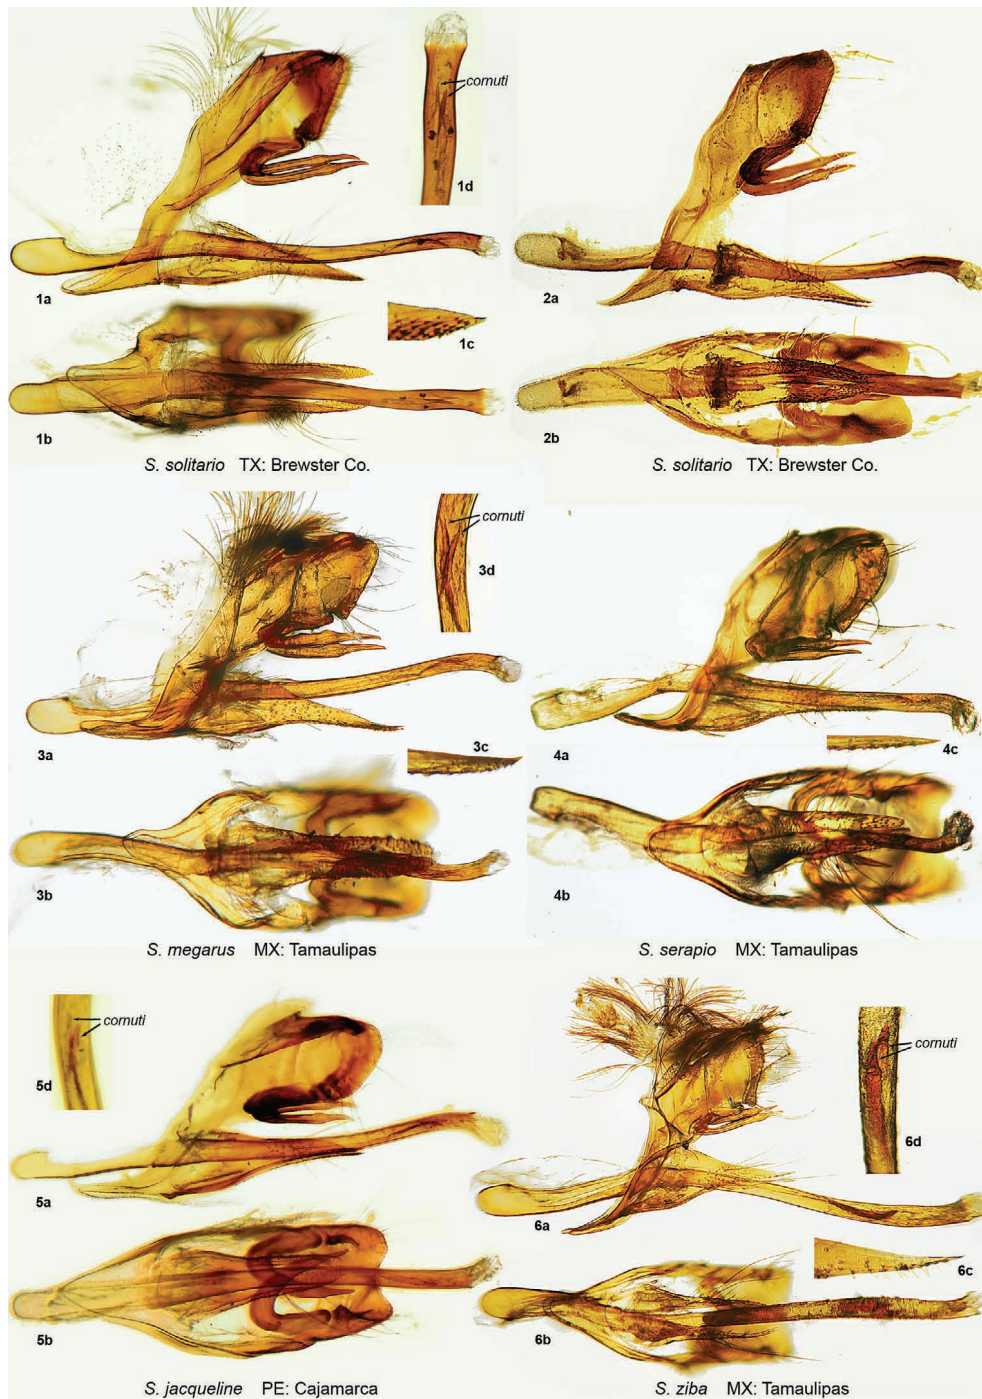 cornuti
1d
1a
1c
1b
S. solitario TX: Brewster Co.
2a
2b
S. solitario TX: Brewster Co.
cornuti
3d
3a
3c
3b
S. megarus MX: Tamaulipas
4a
4c
4b
S. serapio MX: Tamaulipas
cornuti
5d
5a
5b
S. jacqueline PE: Cajamarca
cornuti
6d
6a
6c
6b
S. ziba MX: Tamaulipas